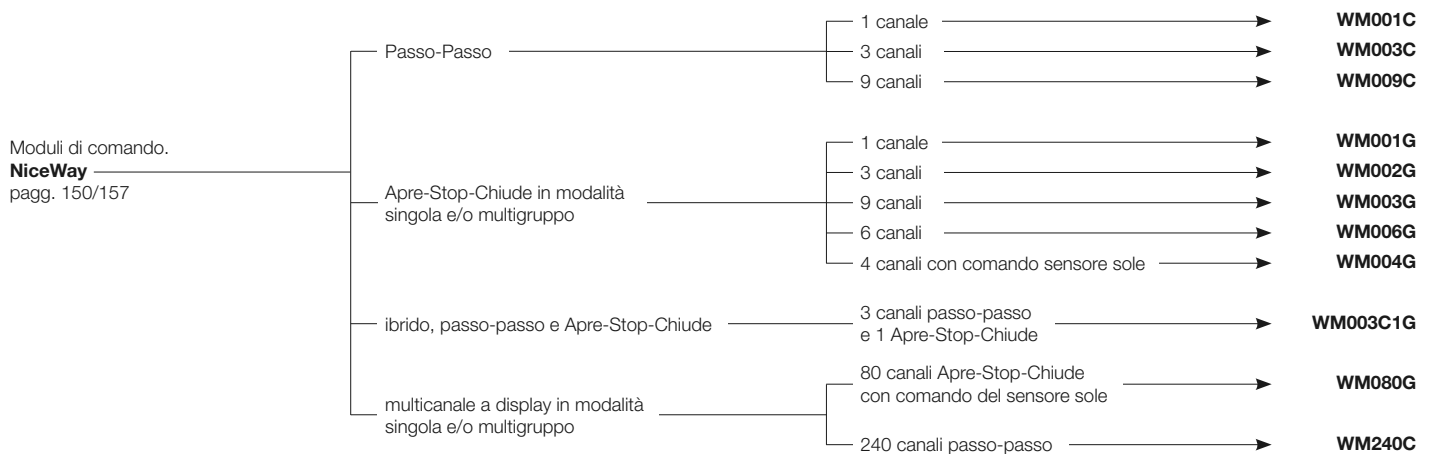 Moduli di comando.
NiceWay
pagg. 150/157
Passo-Passo
1 canale
WM001C
3 canali
WM003C
9 canali
WM009C
Apre-Stop-Chiude in modalità
singola e/o multigruppo
1 canale
WM001G
3 canali
WM002G
9 canali
WM003G
6 canali
WM006G
4 canali con comando sensore sole
WM004G
ibrido, passo-passo e Apre-Stop-Chiude
3 canali passo-passo
e 1 Apre-Stop-Chiude
WM003C1G
multicanale a display in modalità
singola e/o multigruppo
80 canali Apre-Stop-Chiude
con comando del sensore sole
WM080G
240 canali passo-passo
WM240C